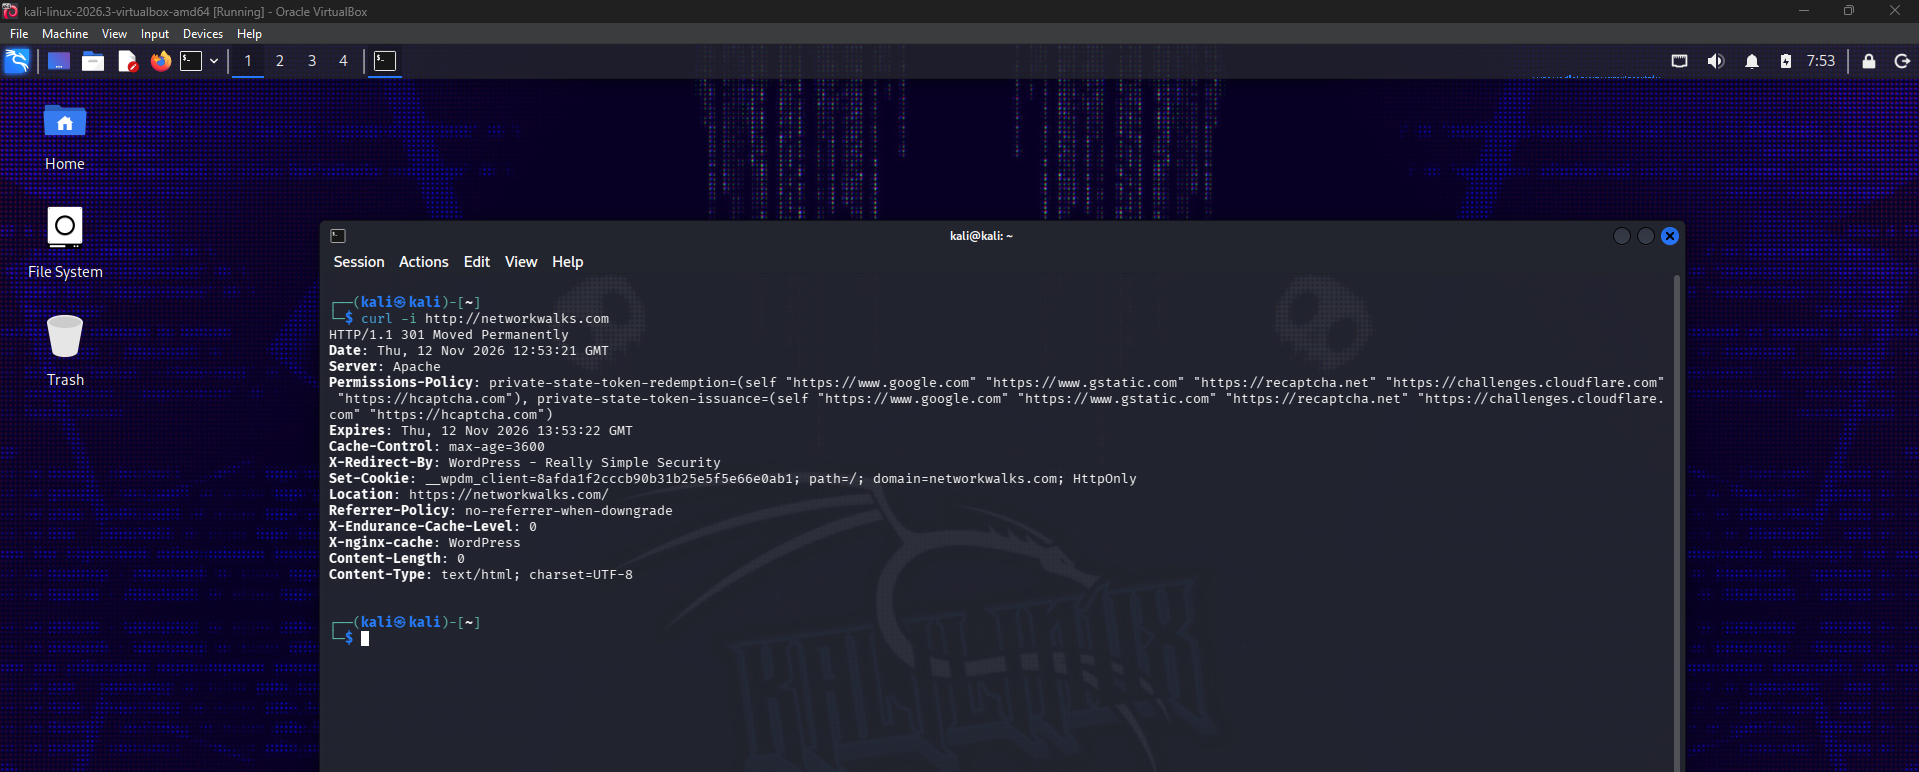 kali-linux-2026.3-virtualbox-amd64 [Running] - Oracle VirtualBox
File Machine View Input Devices Help
1 2 3 4 7:53
Home
File System
Trash
kali@kali: ~
Session Actions Edit View Help
┌──(kali㉿kali)-[~]
└─$ curl -i http://networkwalks.com
HTTP/1.1 301 Moved Permanently
Date: Thu, 12 Nov 2026 12:53:21 GMT
Server: Apache
Permissions-Policy: private-state-token-redemption=(self "https://www.google.com" "https://www.gstatic.com" "https://recaptcha.net" "https://challenges.cloudflare.com"
"https://hcaptcha.com"), private-state-token-issuance=(self "https://www.google.com" "https://www.gstatic.com" "https://recaptcha.net" "https://challenges.cloudflare.
com" "https://hcaptcha.com")
Expires: Thu, 12 Nov 2026 13:53:22 GMT
Cache-Control: max-age=3600
X-Redirect-By: WordPress - Really Simple Security
Set-Cookie: __wpdm_client=8afda1f2cccb90b31b25e5f5e66e0ab1; path=/; domain=networkwalks.com; HttpOnly
Location: https://networkwalks.com/
Referrer-Policy: no-referrer-when-downgrade
X-Endurance-Cache-Level: 0
X-nginx-cache: WordPress
Content-Length: 0
Content-Type: text/html; charset=UTF-8
┌──(kali㉿kali)-[~]
└─$
KALI LINUX